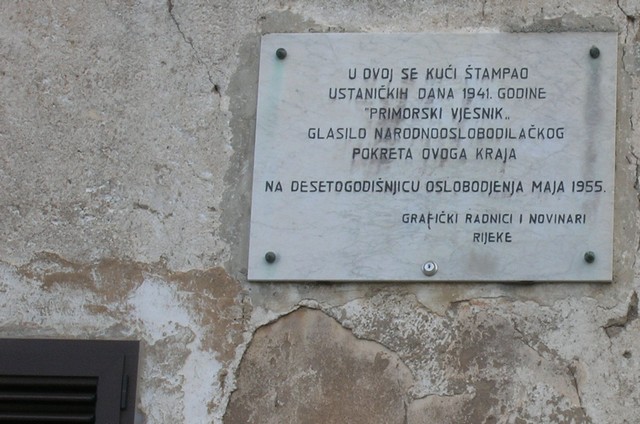 U OVOJ SE KUĆI ŠTAMPAO
USTANIČKIH DANA 1941. GODINE
"PRIMORSKI VJESNIK„
GLASILO NARODNOOSLOBODILAČKOG
POKRETA OVOGA KRAJA
NA DESETOGODIŠNJICU OSLOBODJENJA MAJA 1955.
GRAFIČKI RADNICI I NOVINARI
RIJEKE